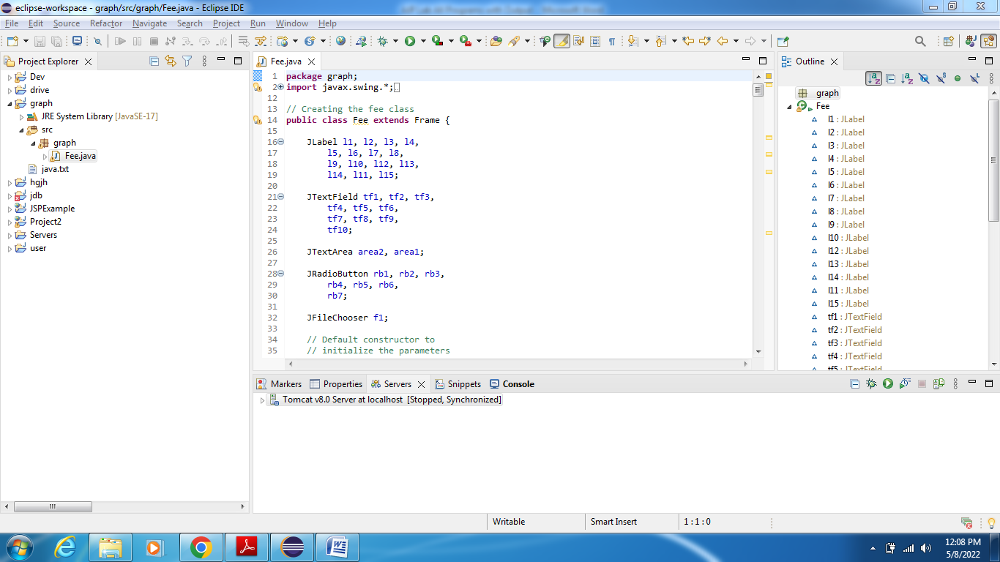 eclipse-workspace - graph/src/graph/Fee.java - Eclipse IDE
File Edit Source Refactor Navigate Search Project Run Window Help
Project Explorer
Dev
drive
graph
JRE System Library [JavaSE-17]
src
graph
Fee.java
java.txt
hgjh
jdb
JSPExample
Project2
Servers
user
Fee.java
1 package graph;
2 import javax.swing.*;
12
13 // Creating the fee class
14 public class Fee extends Frame {
15
16 JLabel l1, l2, l3, l4,
17 l5, l6, l7, l8,
18 l9, l10, l12, l13,
19 l14, l11, l15;
20
21 JTextField tf1, tf2, tf3,
22 tf4, tf5, tf6,
23 tf7, tf8, tf9,
24 tf10;
25
26 JTextArea area2, area1;
27
28 JRadioButton rb1, rb2, rb3,
29 rb4, rb5, rb6,
30 rb7;
31
32 JFileChooser f1;
33
34 // Default constructor to
35 // initialize the parameters
Outline
graph
Fee
l1 : JLabel
l2 : JLabel
l3 : JLabel
l4 : JLabel
l5 : JLabel
l6 : JLabel
l7 : JLabel
l8 : JLabel
l9 : JLabel
l10 : JLabel
l12 : JLabel
l13 : JLabel
l14 : JLabel
l11 : JLabel
l15 : JLabel
tf1 : JTextField
tf2 : JTextField
tf3 : JTextField
tf4 : JTextField
tf5 : JTextField
Markers Properties Servers Snippets Console
Tomcat v8.0 Server at localhost [Stopped, Synchronized]
Writable Smart Insert 1 : 1 : 0
12:08 PM
5/8/2022